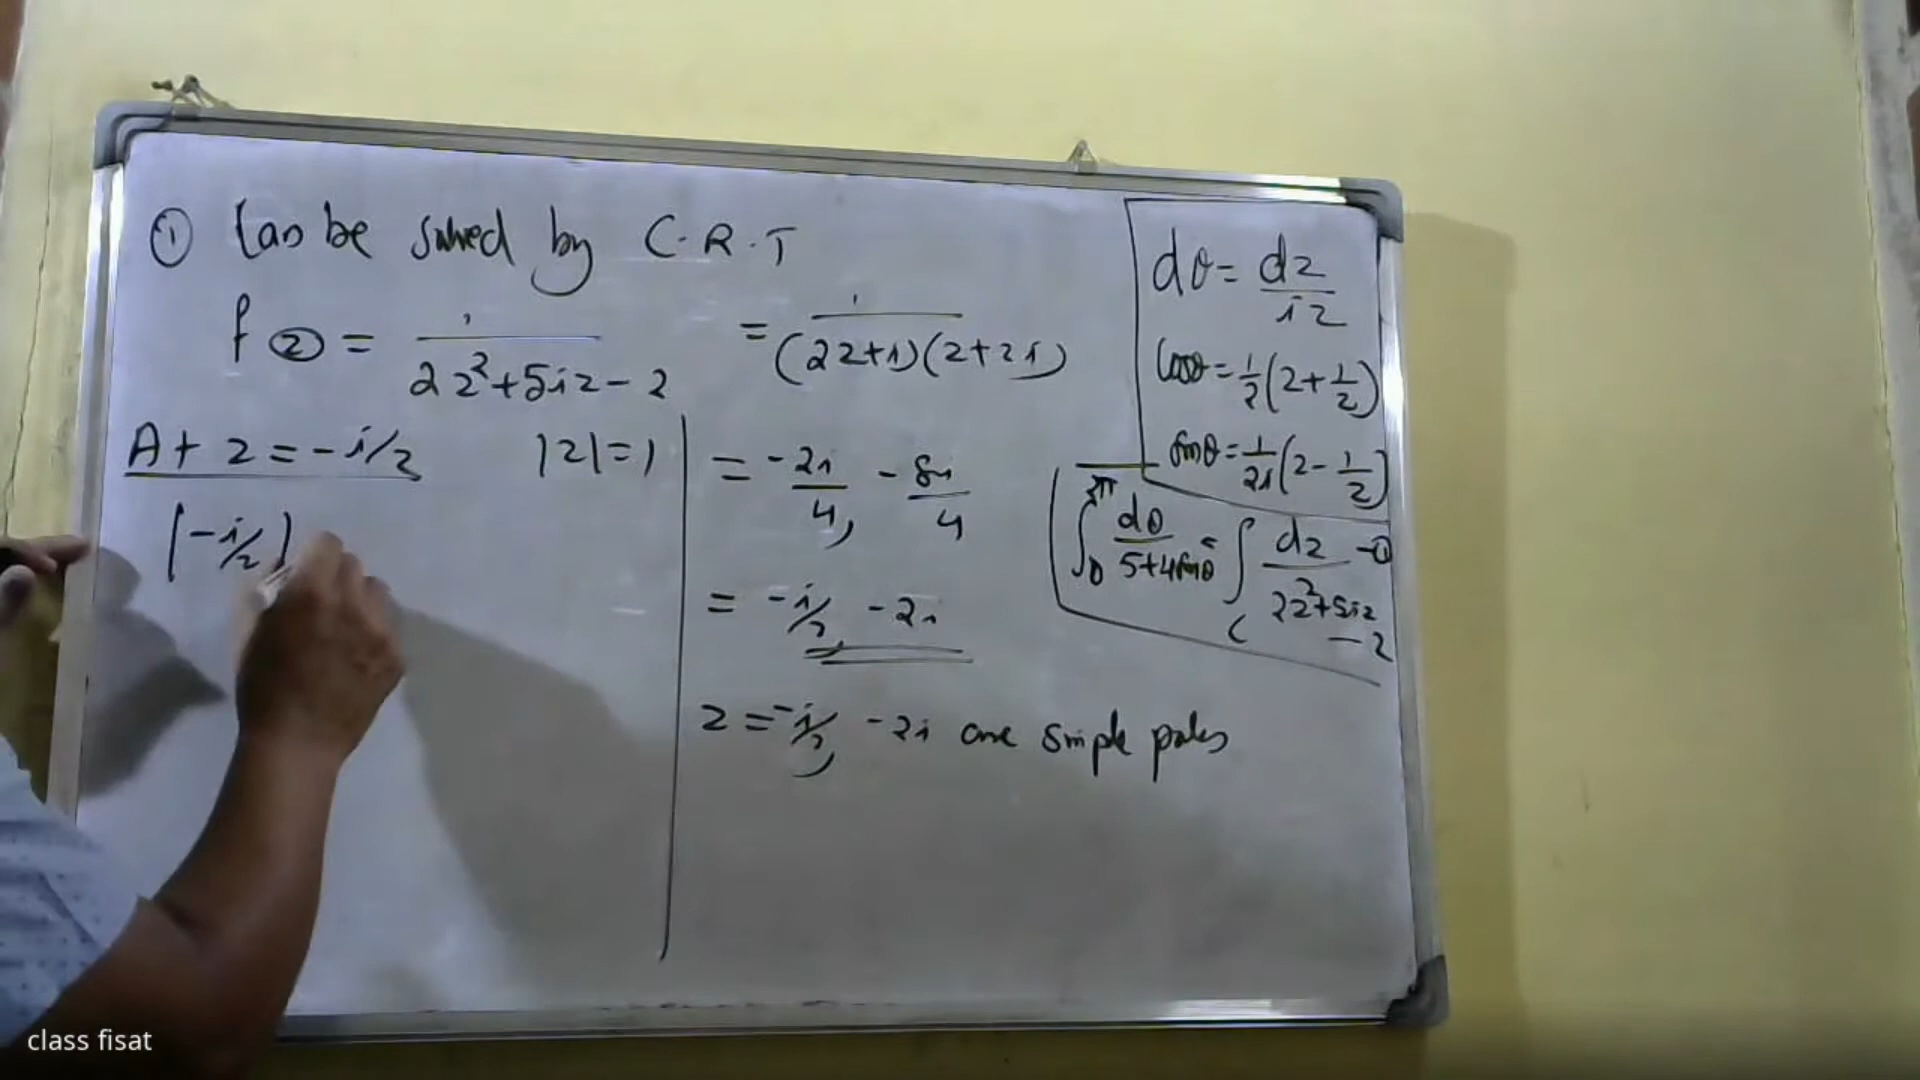 ① Can be solved by C.R.T
f(z) = 1/(2z²+5iz-2) = 1/((2z+i)(z+2i))
At z = -i/2 |z|=1
|-i/2|
= -2i/4, -8i/4
= -i/2, -2i
z = -i/2, -2i are simple poles
dθ = dz/iz
Cosθ = 1/2(z+1/z)
sinθ = 1/2i(z-1/z)
∫₀^2π dθ/(5+4sinθ) = ∫_C dz/(2z²+5iz-2) -①
class fisat